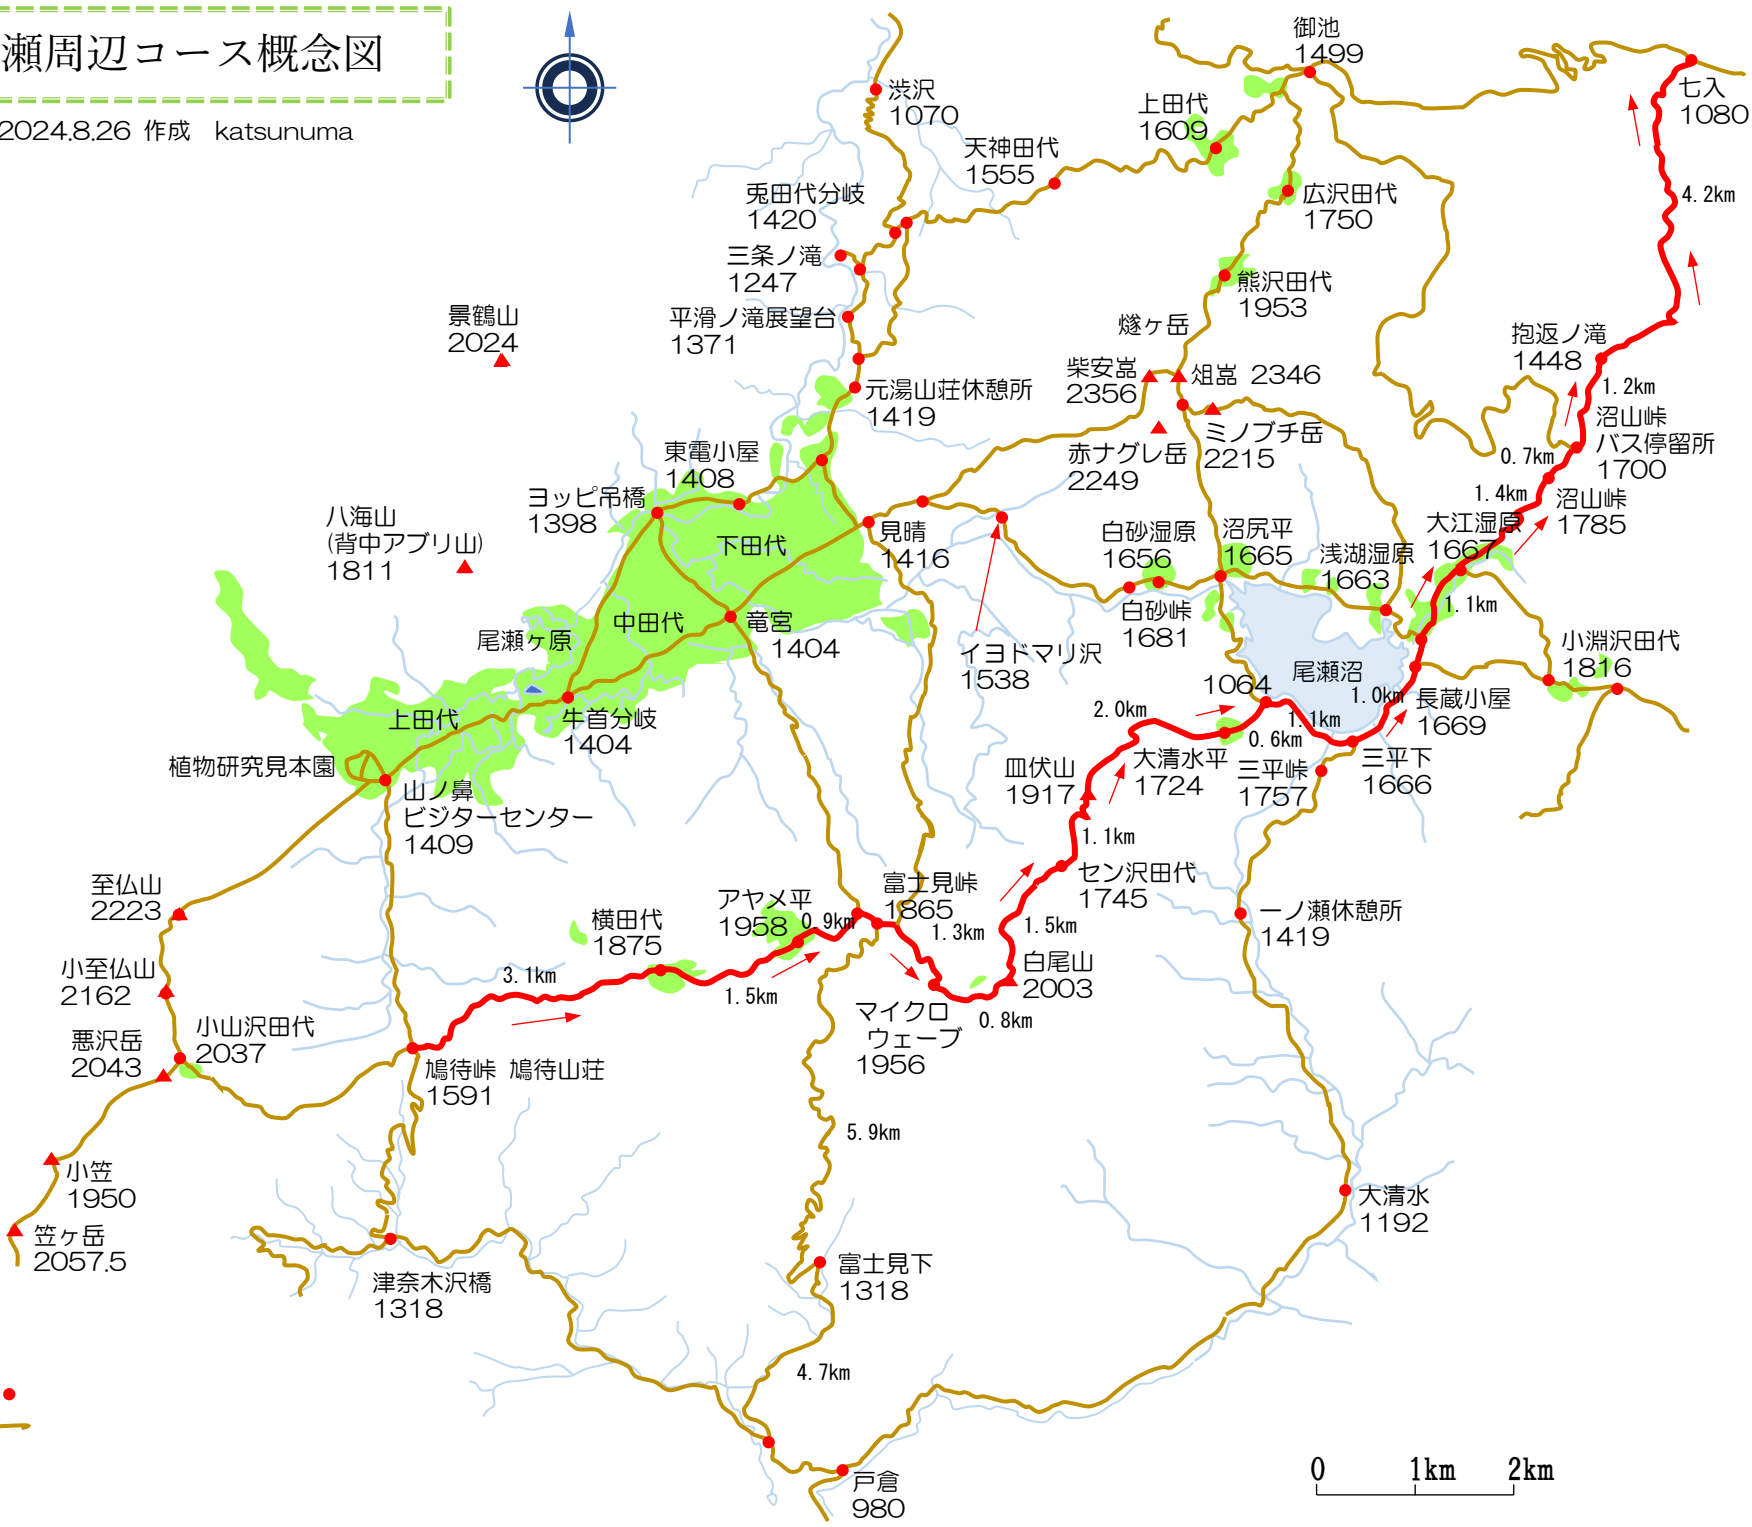 瀬周辺コース概念図
2024.8.26 作成 katsunuma
御池
1499
七入
1080
渋沢
1070
上田代
1609
天神田代
1555
兎田代分岐
1420
広沢田代
1750
4.2km
三条ノ滝
1247
熊沢田代
1953
平滑ノ滝展望台
1371
景鶴山
2024
燧ヶ岳
抱返ノ滝
1448
柴安嵓
2356
俎嵓 2346
元湯山荘休憩所
1419
1.2km
ミノブチ岳
2215
赤ナグレ岳
2249
沼山峠
バス停留所
1700
0.7km
東電小屋
1408
ヨッピ吊橋
1398
1.4km
沼山峠
1785
八海山
(背中アブリ山)
1811
下田代
見晴
1416
白砂湿原
1656
沼尻平
1665
浅湖湿原
1663
大江湿原
1667
1.1km
中田代
竜宮
1404
白砂峠
1681
尾瀬ヶ原
イヨドマリ沢
1538
小淵沢田代
1816
尾瀬沼
1064
1.0km
長蔵小屋
1669
上田代
牛首分岐
1404
2.0km
1.1km
0.6km
植物研究見本園
皿伏山
1917
大清水平
1724
三平峠
1757
三平下
1666
山ノ鼻
ビジターセンター
1409
1.1km
至仏山
2223
アヤメ平
1958
富士見峠
1865
セン沢田代
1745
横田代
1875
0.9km
1.3km
1.5km
一ノ瀬休憩所
1419
小至仏山
2162
3.1km
1.5km
白尾山
2003
マイクロ
ウェーブ
1956
0.8km
悪沢岳
2043
小山沢田代
2037
鳩待峠 鳩待山荘
1591
5.9km
小笠
1950
大清水
1192
笠ヶ岳
2057.5
津奈木沢橋
1318
富士見下
1318
4.7km
戸倉
980
0 1km 2km